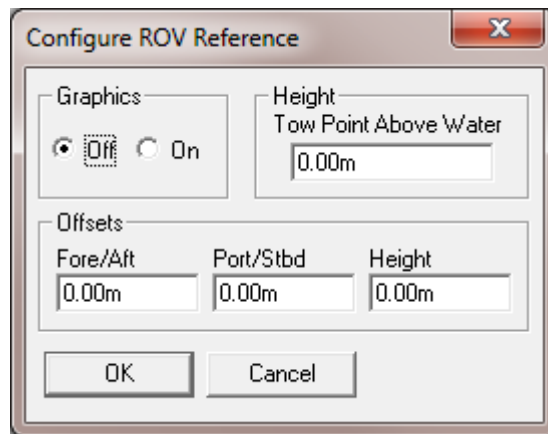 Configure ROV Reference
X
Graphics
Off On
Height
Tow Point Above Water
0.00m
Offsets
Fore/Aft Port/Stbd Height
0.00m 0.00m 0.00m
OK Cancel